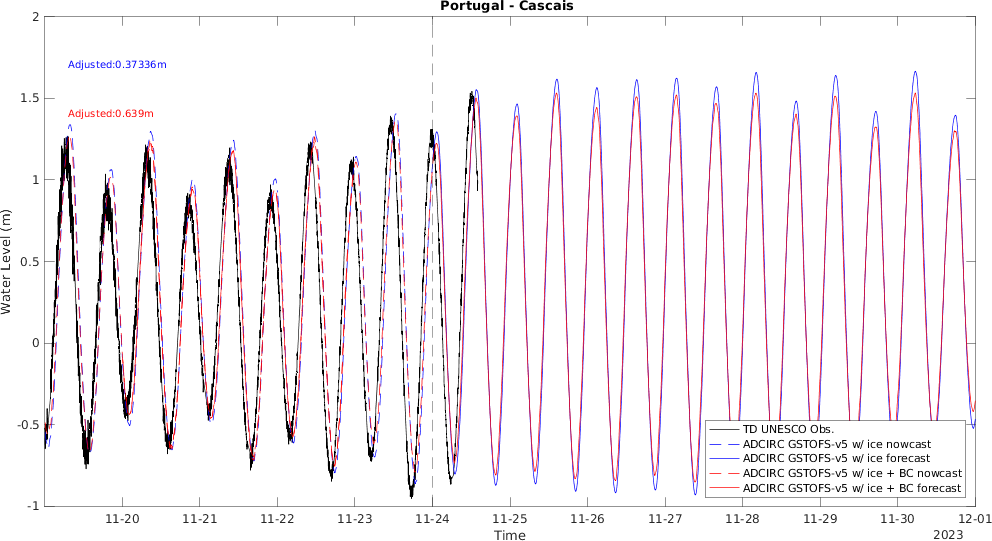 Portugal - Cascais
2
1.5
1
0.5
0
-0.5
-1
Water Level (m)
Adjusted:0.37336m
Adjusted:0.639m
TD UNESCO Obs.
ADCIRC GSTOFS-v5 w/ ice nowcast
ADCIRC GSTOFS-v5 w/ ice forecast
ADCIRC GSTOFS-v5 w/ ice + BC nowcast
ADCIRC GSTOFS-v5 w/ ice + BC forecast
11-20 11-21 11-22 11-23 11-24 11-25 11-26 11-27 11-28 11-29 11-30 12-01
Time
2023